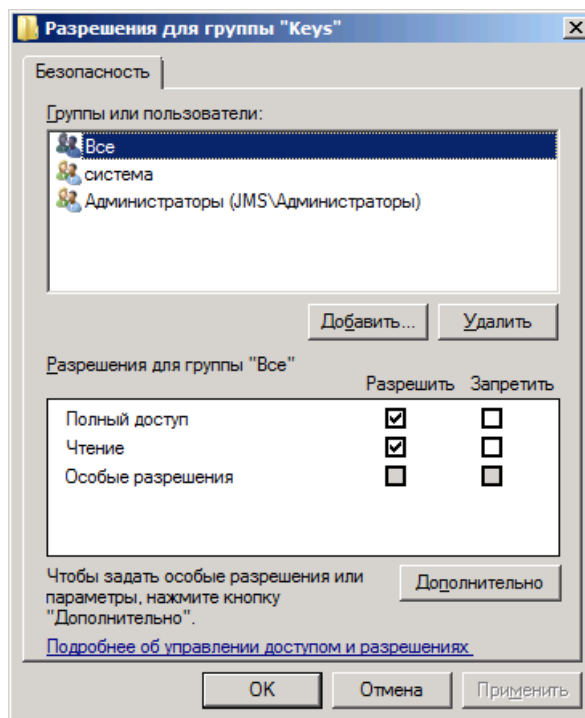 Разрешения для группы "Keys"
Безопасность
Группы или пользователи:
Все
система
Администраторы (JMS\Администраторы)
Добавить... Удалить
Разрешения для группы "Все"
Разрешить Запретить
Полный доступ
Чтение
Особые разрешения
Чтобы задать особые разрешения или
параметры, нажмите кнопку
"Дополнительно".
Дополнительно
Подробнее об управлении доступом и разрешениях
OK Отмена Применить